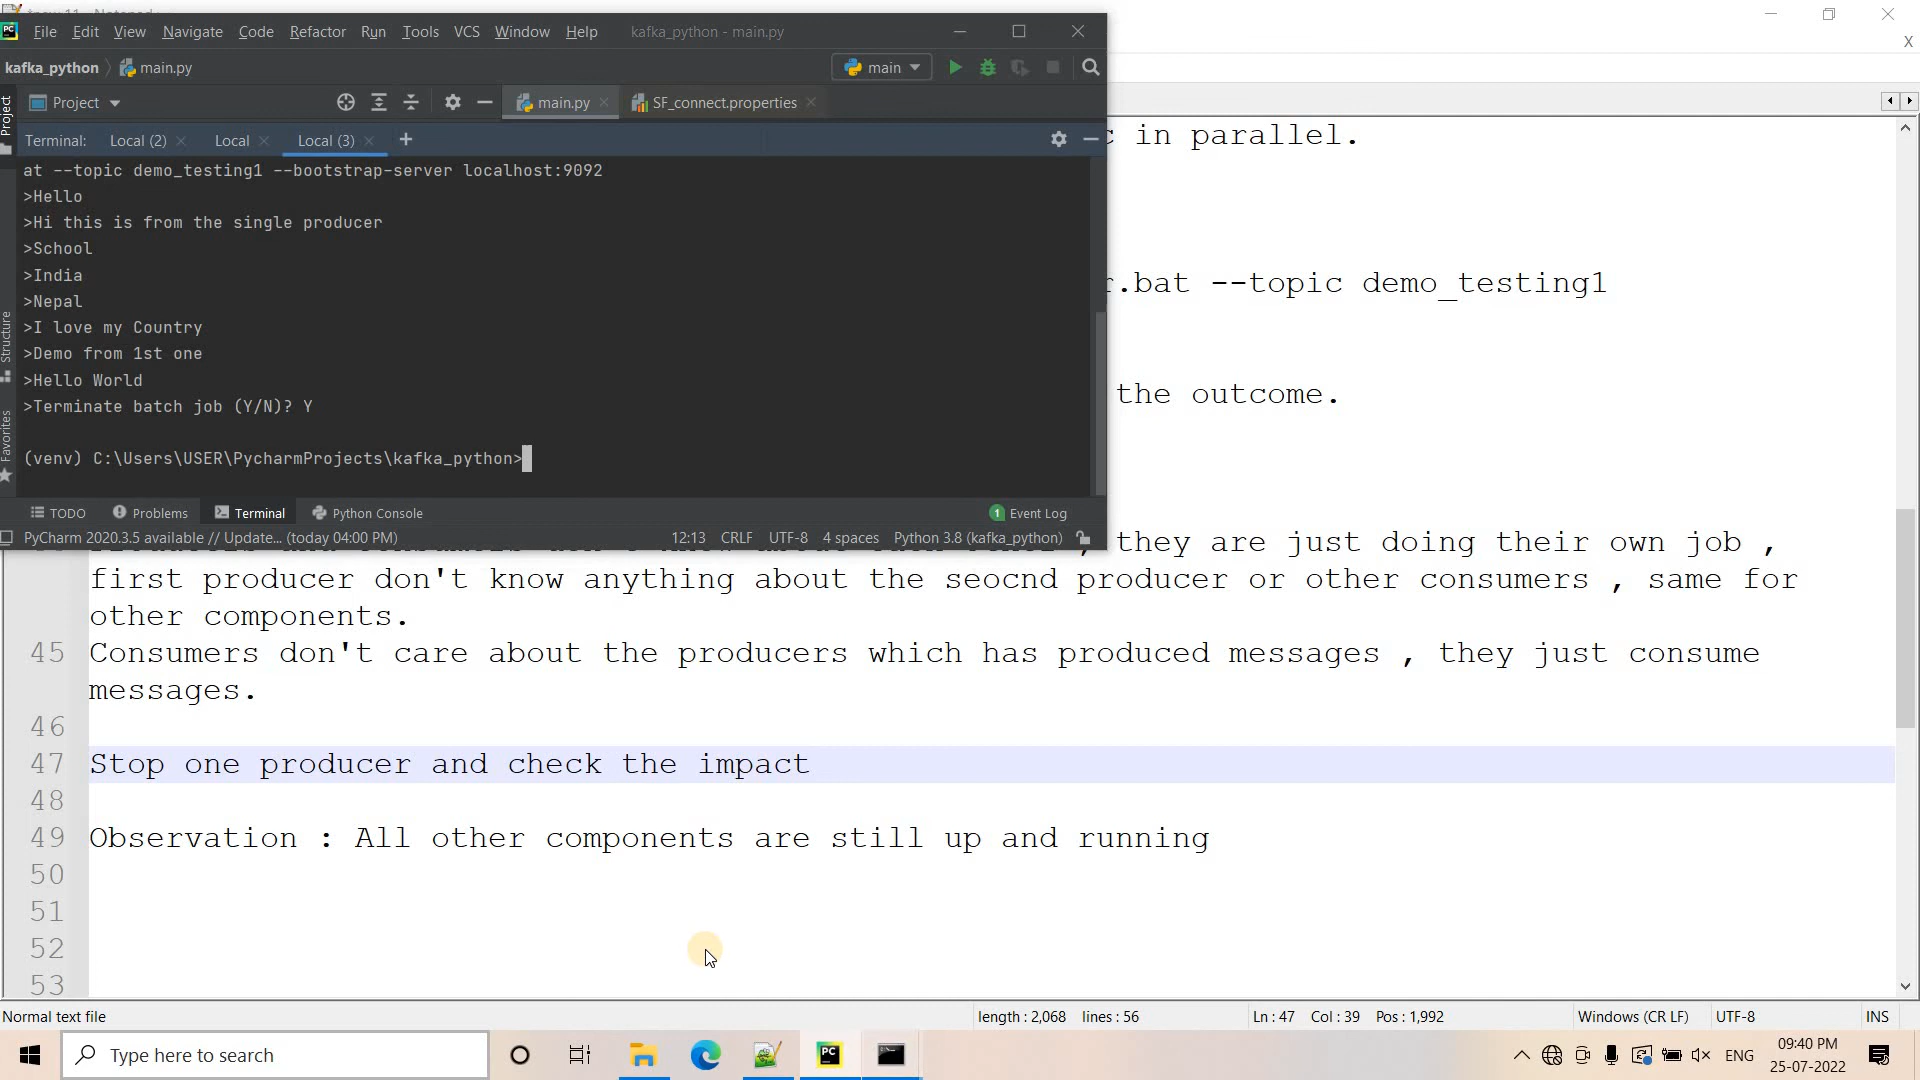 File Edit View Navigate Code Refactor Run Tools VCS Window Help kafka_python - main.py
X
kafka_python main.py main
Project main.py SF_connect.properties
Project
Terminal: Local (2) Local Local (3) +
at --topic demo_testing1 --bootstrap-server localhost:9092
>Hello
>Hi this is from the single producer
>School
>India
>Nepal
>I love my Country
>Demo from 1st one
>Hello World
>Terminate batch job (Y/N)? Y
(venv) C:\Users\USER\PycharmProjects\kafka_python>
Structure
Favorites
TODO Problems Terminal Python Console 1 Event Log
PyCharm 2020.3.5 available // Update... (today 04:00 PM) 12:13 CRLF UTF-8 4 spaces Python 3.8 (kafka_python)
in parallel.
.bat --topic demo_testing1
the outcome.
, they are just doing their own job ,
first producer don't know anything about the seocnd producer or other consumers , same for
other components.
45 Consumers don't care about the producers which has produced messages , they just consume
messages.
46
47 Stop one producer and check the impact
48
49 Observation : All other components are still up and running
50
51
52
53
Normal text file length : 2,068 lines : 56 Ln : 47 Col : 39 Pos : 1,992 Windows (CR LF) UTF-8 INS
Type here to search ENG 09:40 PM
25-07-2022